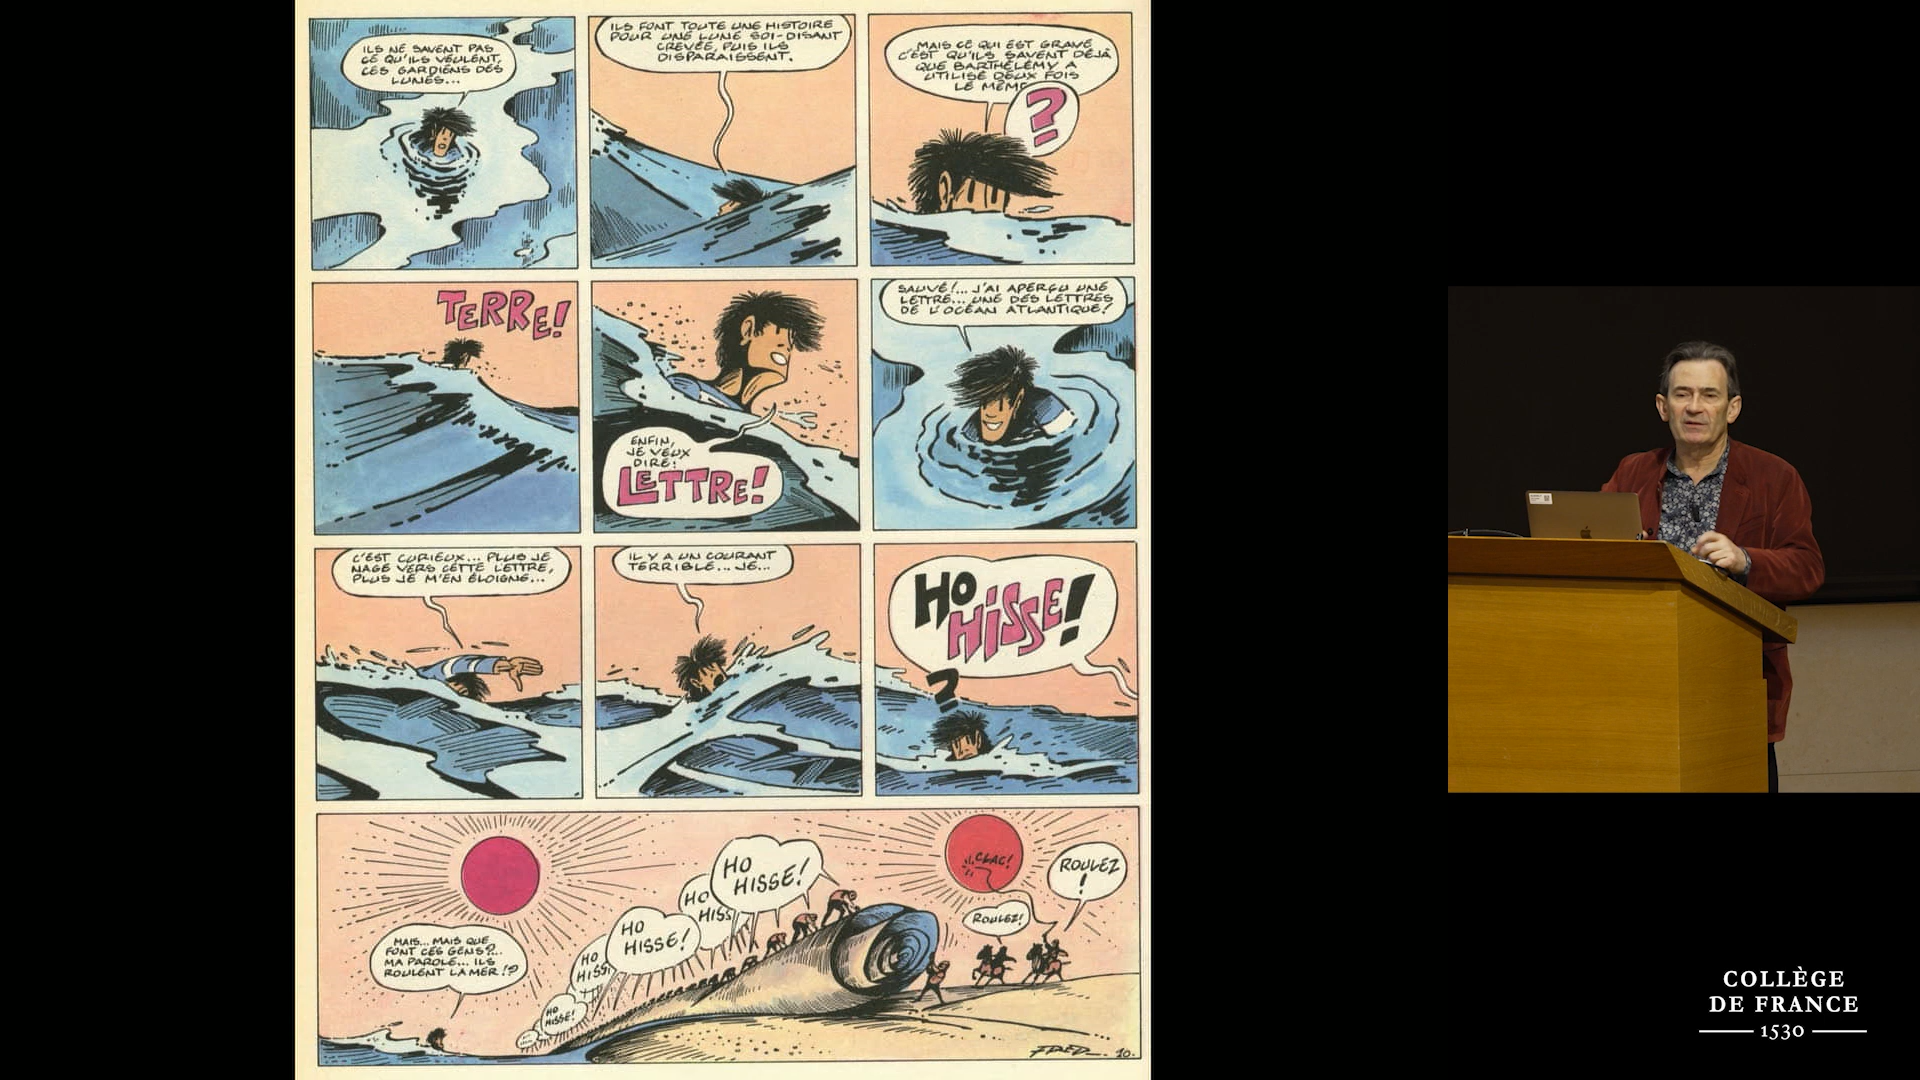 ILS NE SAVENT PAS
CE QU'ILS VEULENT,
CES GARDIENS DES
LUNES...
ILS FONT TOUTE UNE HISTOIRE
POUR UNE LUNE SOI-DISANT
CREVÉE, PUIS ILS
DISPARAISSENT.
MAIS CE QUI EST GRAVE
C'EST QU'ILS SAVENT DÉJÀ
QUE BARTHÉLÉMY A
UTILISÉ DEUX FOIS
LE MÊME
?
TERRE!
ENFIN,
JE VEUX
DIRE:
LETTRE!
SAUVÉ!... J'AI APERÇU UNE
LETTRE... UNE DES LETTRES
DE L'OCÉAN ATLANTIQUE!
C'EST CURIEUX... PLUS JE
NAGE VERS CETTE LETTRE,
PLUS JE M'EN ÉLOIGNE...
IL Y A UN COURANT
TERRIBLE... JE...
HO
HISSE!
?
MAIS... MAIS QUE
FONT CES GENS?...
MA PAROLE... ILS
ROULENT LA MER!?
HO
HISSE!
HO
HISS
HO
HISSE!
HO
HISS
HO
HISSE!
CLAC!
ROULEZ!
ROULEZ
!
FRED 10.
COLLÈGE
DE FRANCE
1530